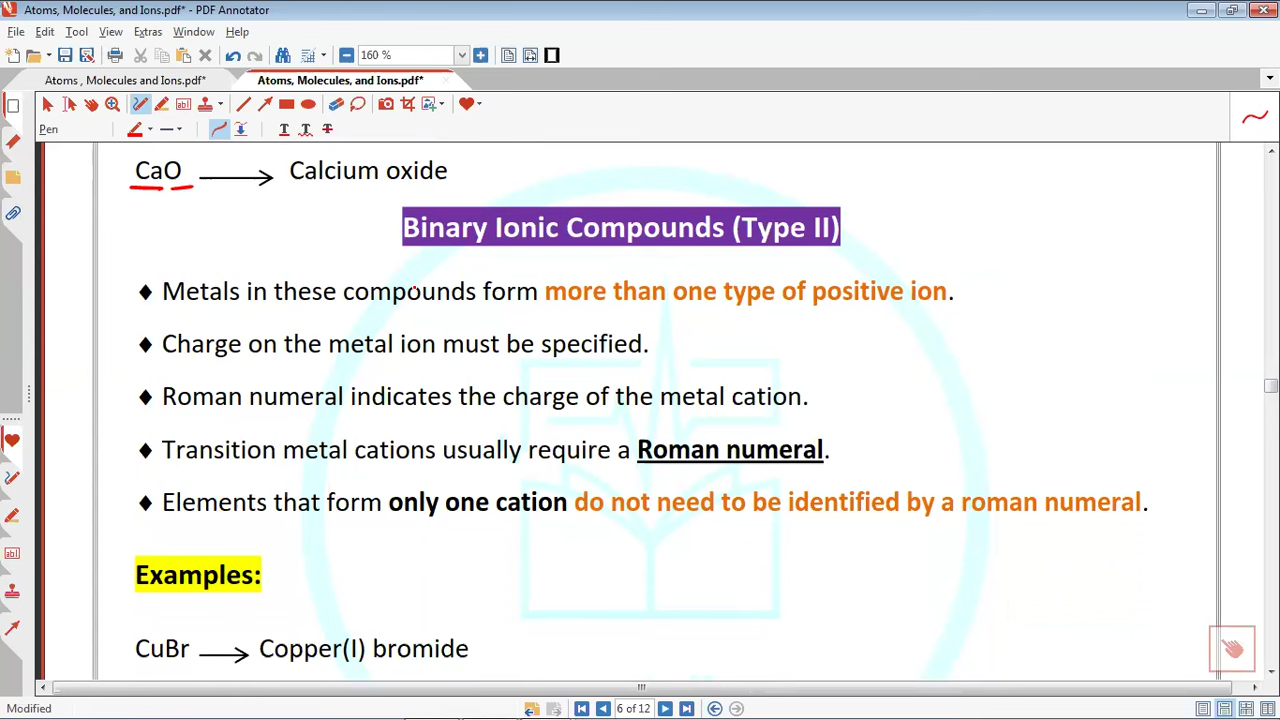 Atoms, Molecules, and Ions.pdf* - PDF Annotator
File Edit Tool View Extras Window Help
160 %
Atoms , Molecules and Ions.pdf* Atoms, Molecules, and Ions.pdf*
Pen
CaO ⟶ Calcium oxide
Binary Ionic Compounds (Type II)
♦ Metals in these compounds form more than one type of positive ion.
♦ Charge on the metal ion must be specified.
♦ Roman numeral indicates the charge of the metal cation.
♦ Transition metal cations usually require a Roman numeral.
♦ Elements that form only one cation do not need to be identified by a roman numeral.
Examples:
CuBr ⟶ Copper(I) bromide
Modified 6 of 12